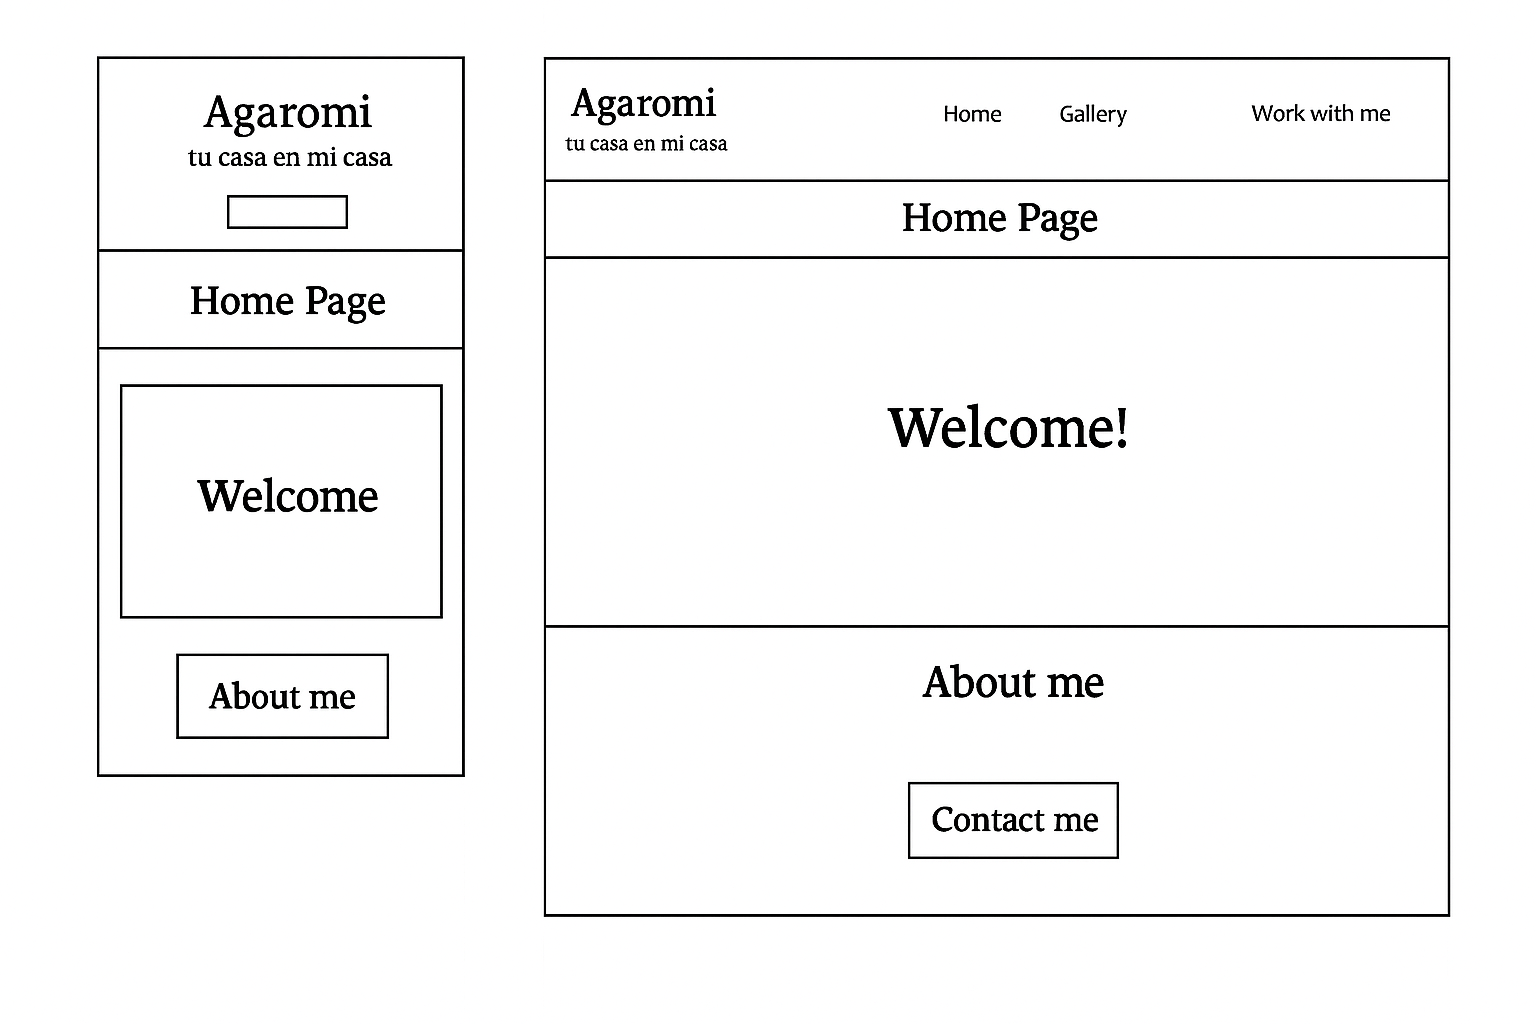 Agaromi
tu casa en mi casa
Home Page
Welcome
About me
Agaromi
tu casa en mi casa
Home Gallery Work with me
Home Page
Welcome!
About me
Contact me